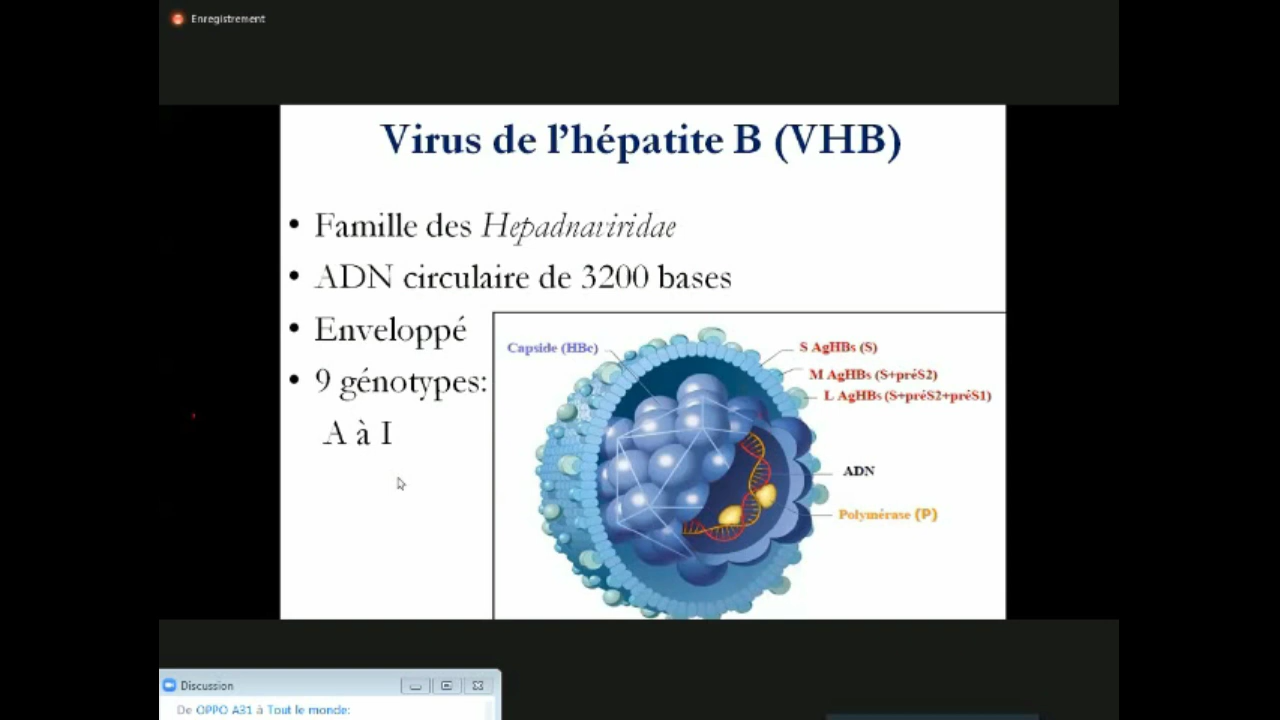 Enregistrement
Virus de l’hépatite B (VHB)
• Famille des Hepadnaviridae
• ADN circulaire de 3200 bases
• Enveloppé
• 9 génotypes:
A à I
Capside (HBc)
S AgHBs (S)
M AgHBs (S+préS2)
L AgHBs (S+préS2+préS1)
ADN
Polymérase (P)
Discussion
De OPPO A31 à Tout le monde: